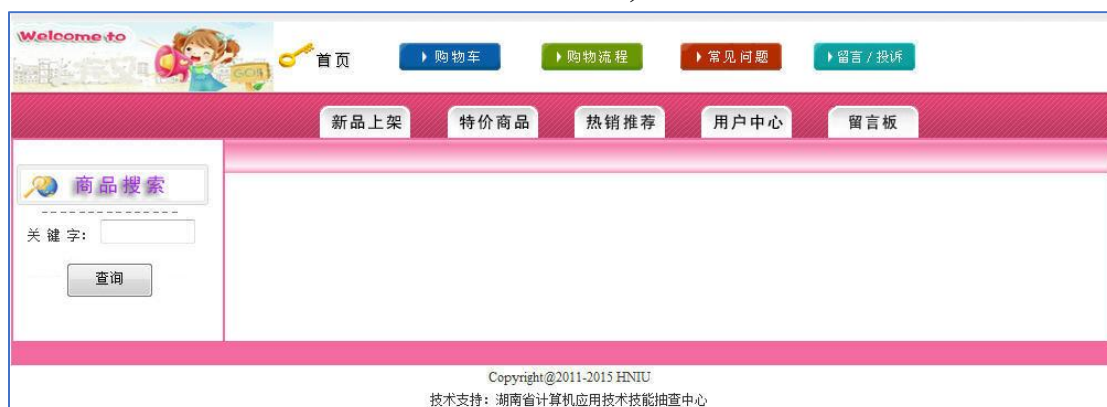 Welcome to
GO!
首页
购物车
购物流程
常见问题
留言/投诉
新品上架
特价商品
热销推荐
用户中心
留言板
商品搜索
关键字:
查询
Copyright@2011-2015 HNIU
技术支持：湖南省计算机应用技术技能抽查中心